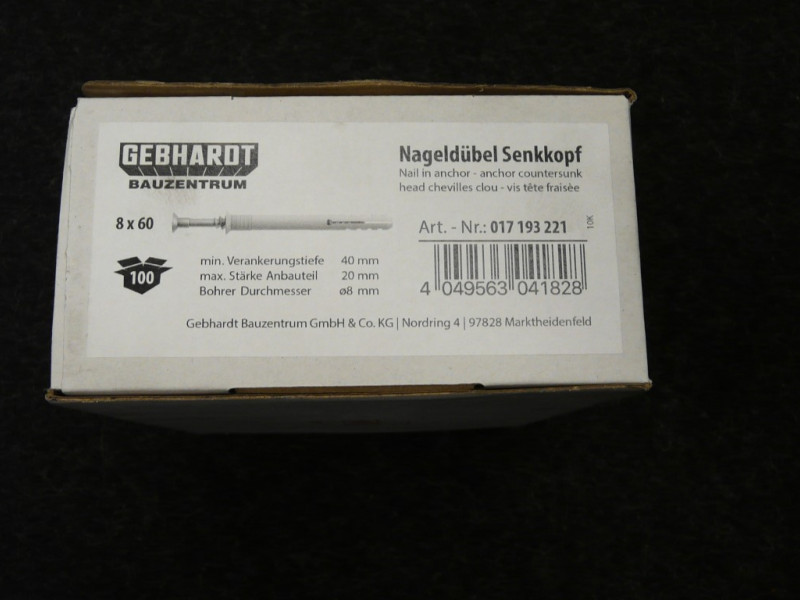 GEBHARDT
BAUZENTRUM
Nageldübel Senkkopf
Nail in anchor - anchor countersunk
head chevilles clou - vis tête fraisèe
8 x 60
Art. - Nr.: 017 193 221
10K
100
min. Verankerungstiefe 40 mm
max. Stärke Anbauteil 20 mm
Bohrer Durchmesser ø8 mm
4 049563 041828
Gebhardt Bauzentrum GmbH & Co. KG | Nordring 4 | 97828 Marktheidenfeld